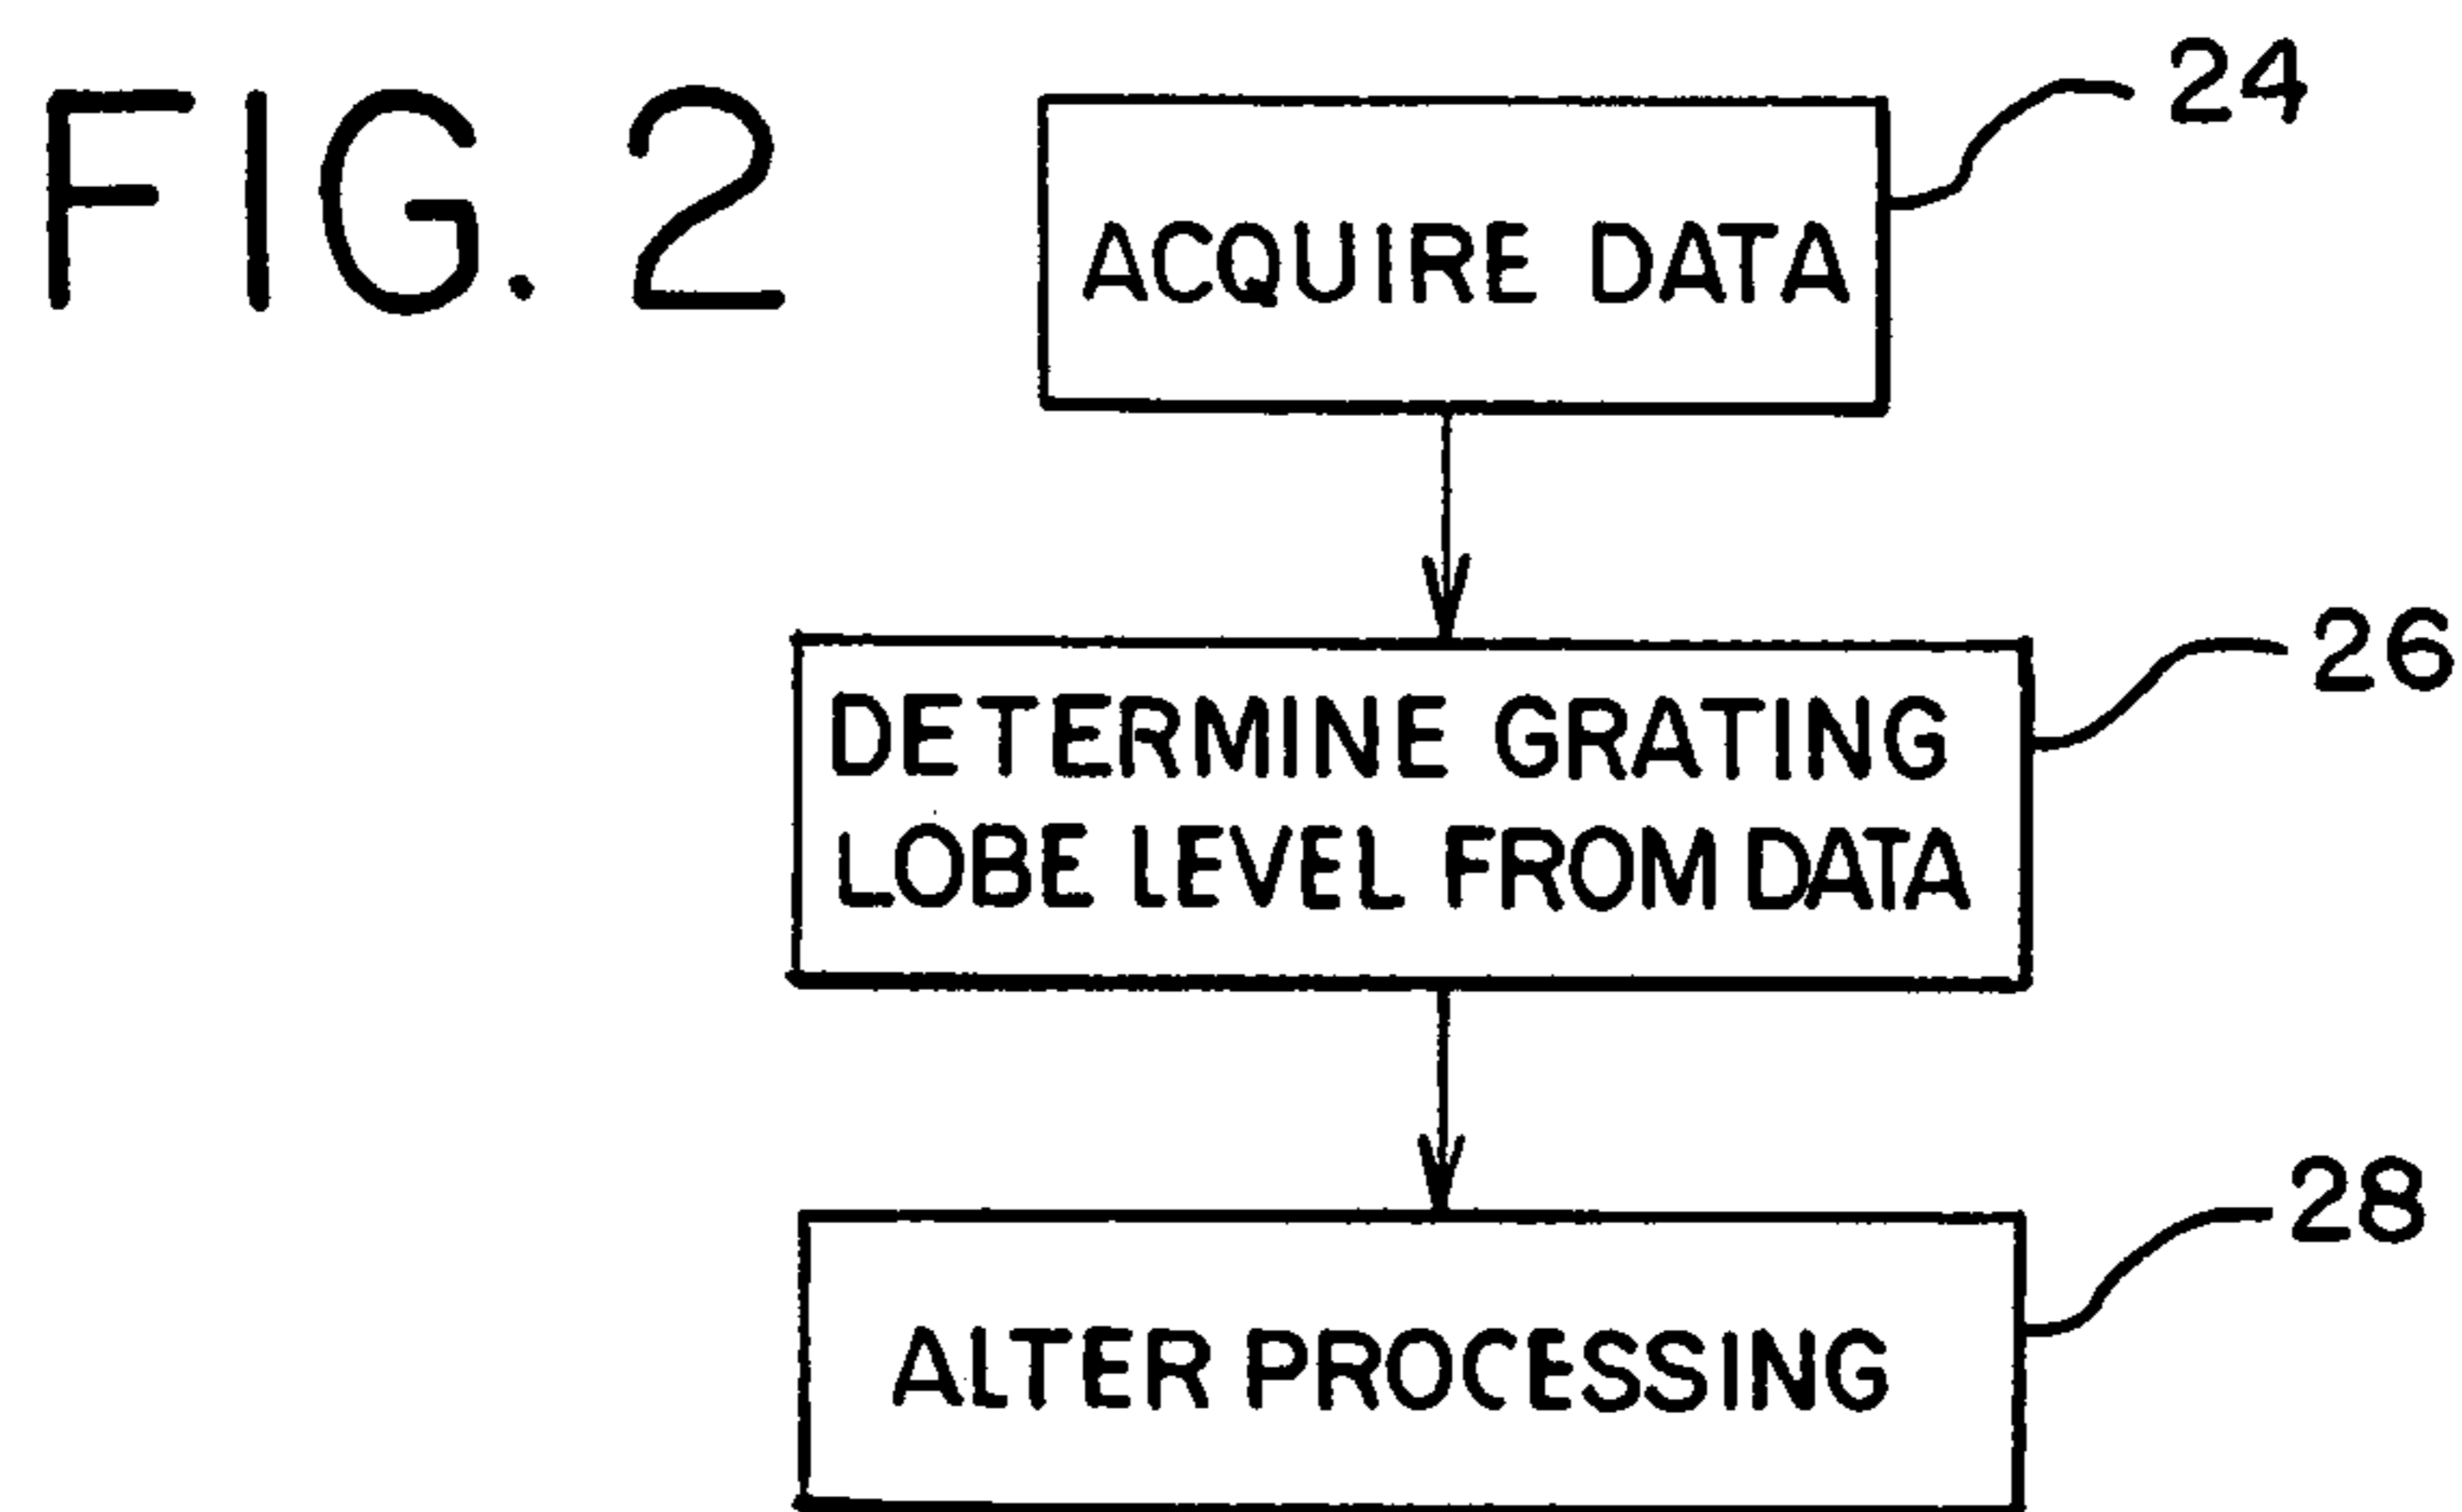 FIG. 2
24
ACQUIRE DATA
26
DETERMINE GRATING
LOBE LEVEL FROM DATA
28
ALTER PROCESSING